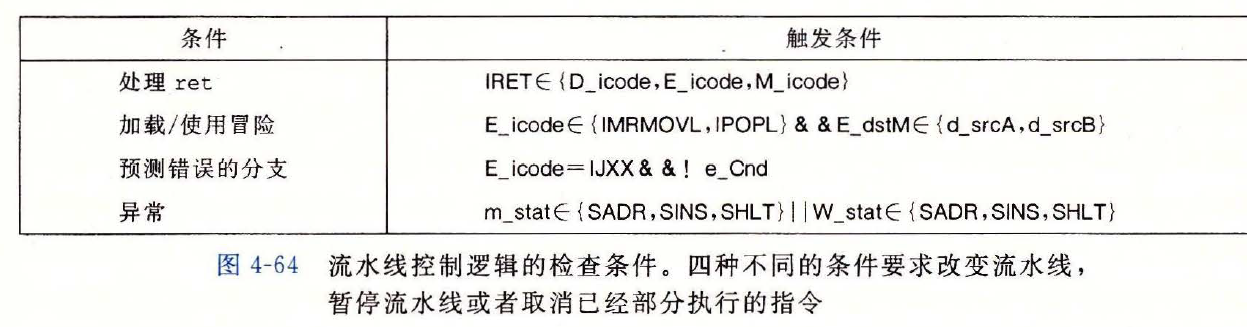 条件 触发条件
处理 ret IRET∈{D_icode,E_icode,M_icode}
加载/使用冒险 E_icode∈{IMRMOVL,IPOPL}&&E_dstM∈{d_srcA,d_srcB}
预测错误的分支 E_icode=IJXX&&! e_Cnd
异常 m_stat∈{SADR,SINS,SHLT}||W_stat∈{SADR,SINS,SHLT}
图 4-64 流水线控制逻辑的检查条件。四种不同的条件要求改变流水线，
暂停流水线或者取消已经部分执行的指令